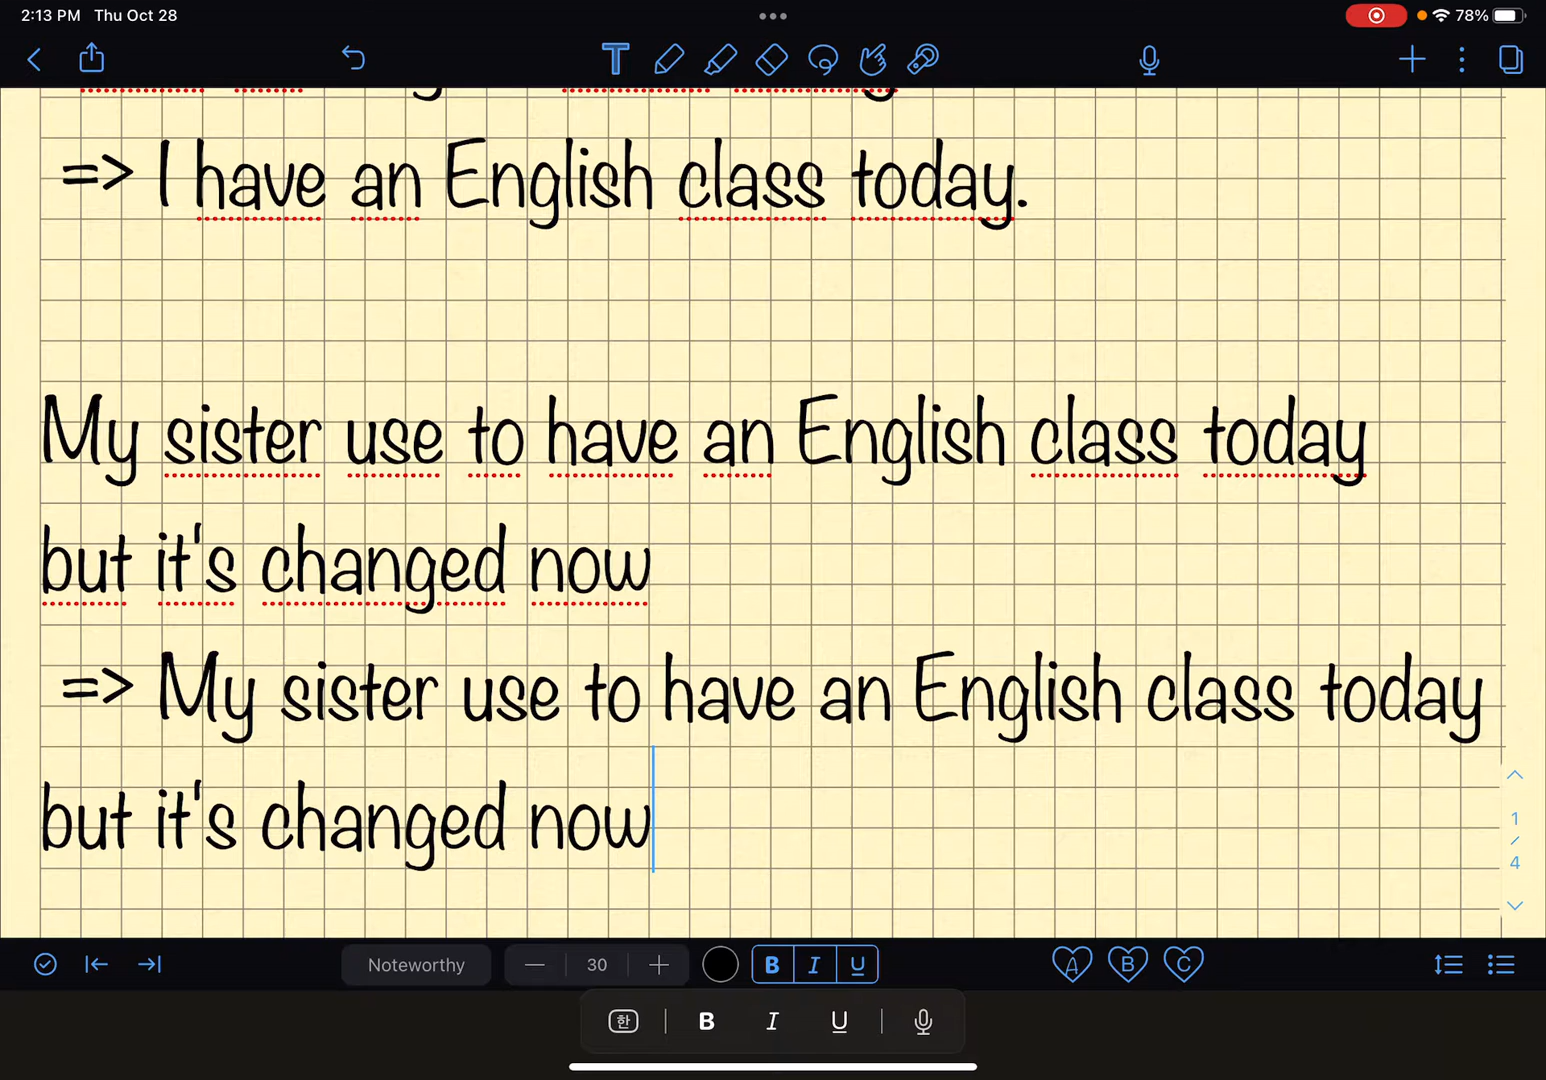 2:13 PM Thu Oct 28
78%
T
=> I have an English class today.
My sister use to have an English class today
but it's changed now
=> My sister use to have an English class today
but it's changed now
1
/
4
Noteworthy
30
B I U
A B C
한 B I U